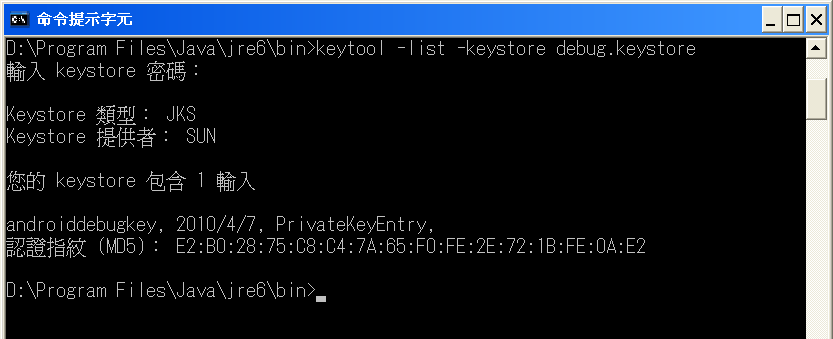 命令提示字元
D:\Program Files\Java\jre6\bin>keytool -list -keystore debug.keystore
輸入 keystore 密碼：
Keystore 類型： JKS
Keystore 提供者： SUN
您的 keystore 包含 1 輸入
androiddebugkey, 2010/4/7, PrivateKeyEntry,
認證指紋 (MD5)： E2:B0:28:75:C8:C4:7A:65:F0:FE:2E:72:1B:FE:0A:E2
D:\Program Files\Java\jre6\bin>